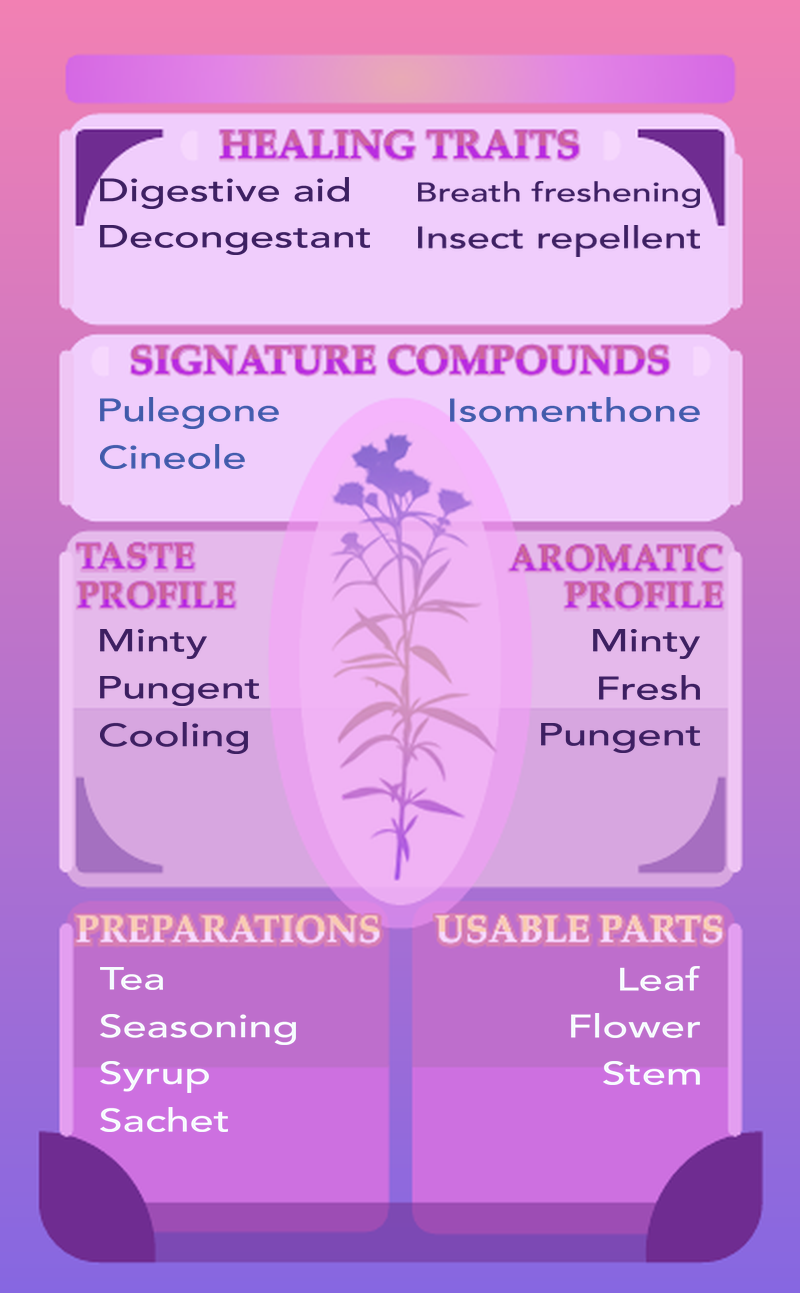 HEALING TRAITS
Digestive aid
Breath freshening
Decongestant
Insect repellent
SIGNATURE COMPOUNDS
Pulegone
Isomenthone
Cineole
TASTE
PROFILE
Minty
Pungent
Cooling
AROMATIC
PROFILE
Minty
Fresh
Pungent
PREPARATIONS
Tea
Seasoning
Syrup
Sachet
USABLE PARTS
Leaf
Flower
Stem